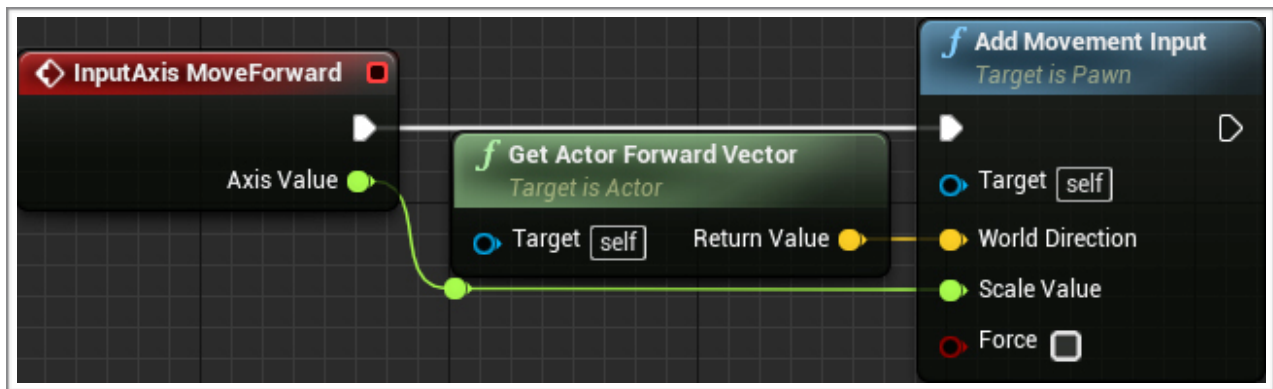 InputAxis MoveForward
Axis Value
f Get Actor Forward Vector
Target is Actor
Target self
Return Value
f Add Movement Input
Target is Pawn
Target self
World Direction
Scale Value
Force